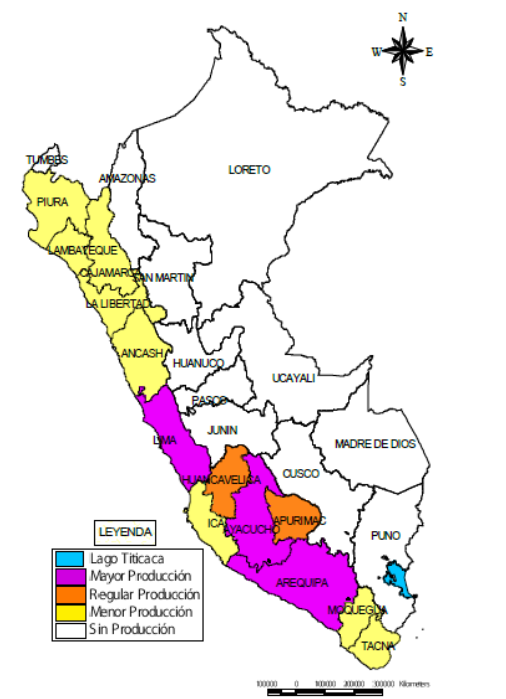 N
W E
S
TUMBES
AMAZONAS
LORETO
PIURA
LAMBAYEQUE
CAJAMARCA
SAN MARTIN
LA LIBERTAD
ANCASH
HUANUCO
UCAYALI
PASCO
LIMA
JUNIN
MADRE DE DIOS
HUANCAVELICA
CUSCO
ICA
AYACUCHO
APURIMAC
PUNO
AREQUIPA
MOQUEGUA
TACNA
LEYENDA
Lago Titicaca
Mayor Producción
Regular Producción
Menor Producción
Sin Producción
100000 0 100000 200000 300000 Kilometers